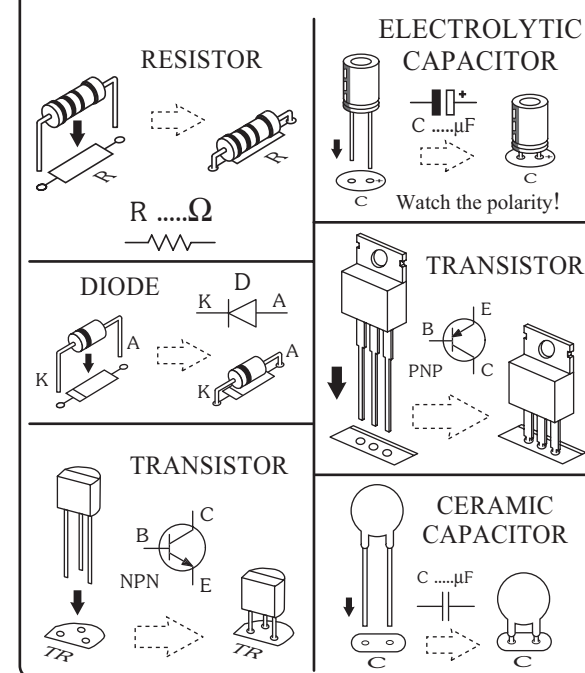 RESISTOR
R
R
R .....Ω
DIODE
D
K A
A
K
A
K
TRANSISTOR
C
B
NPN
E
TR
TR
ELECTROLYTIC
CAPACITOR
+
C .....µF
+
C
+
C
Watch the polarity!
TRANSISTOR
E
B
PNP
C
CERAMIC
CAPACITOR
C .....µF
C
C